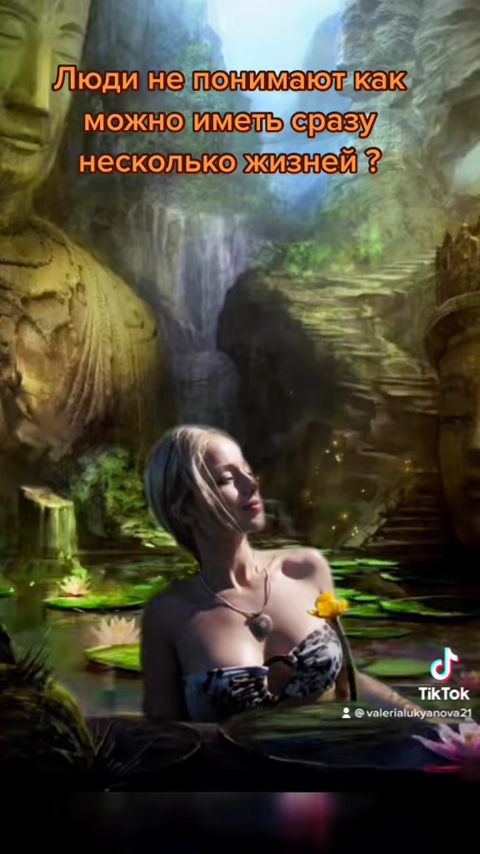 Люди не понимают как
можно иметь сразу
несколько жизней ?
TikTok
@valerialukyanova21